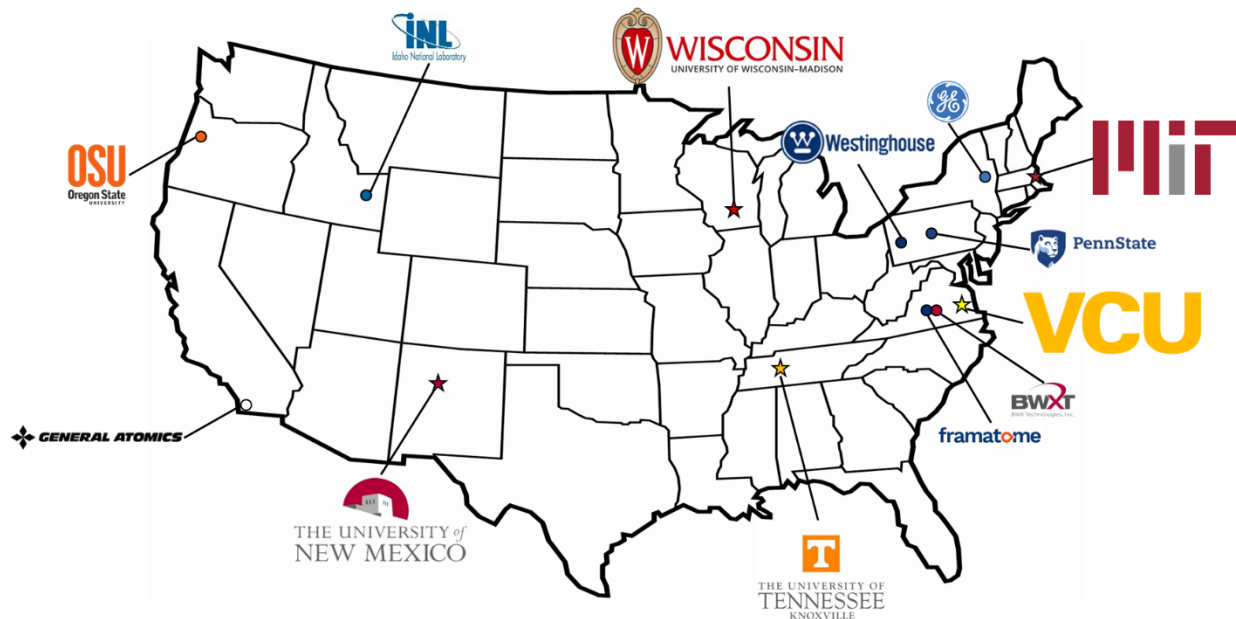 INL
Idaho National Laboratory
W WISCONSIN
UNIVERSITY OF WISCONSIN–MADISON
GE
OSU
Oregon State
UNIVERSITY
W Westinghouse
MIT
PennState
VCU
BWXT
BWX Technologies, Inc.
framatome
GENERAL ATOMICS
THE UNIVERSITY of
NEW MEXICO
T
THE UNIVERSITY OF
TENNESSEE
KNOXVILLE